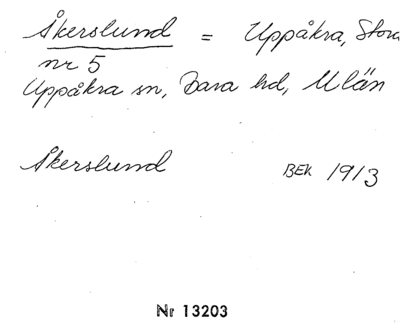 Åkerslund = Uppåkra, Stora
nr 5
Uppåkra sn, Bara hd, M län
Åkerslund BEK 1913
Nr 13203